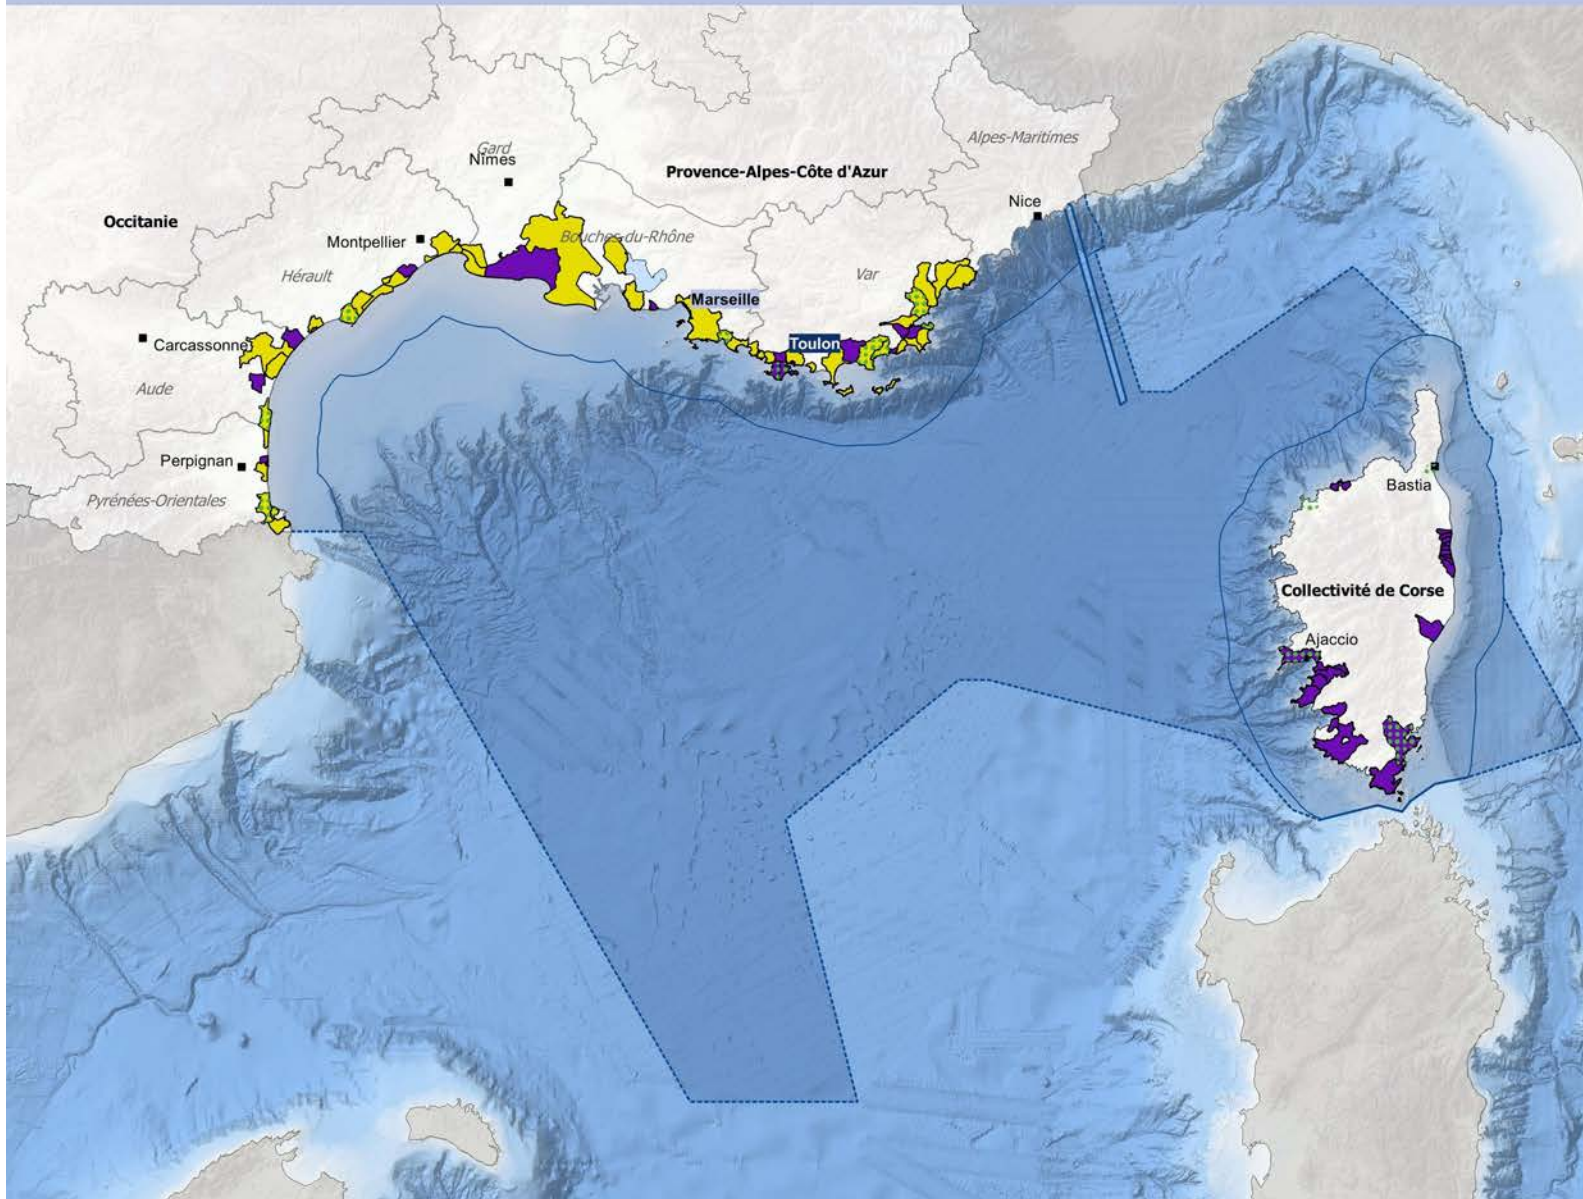 Alpes-Maritimes
Gard
Nîmes
Provence-Alpes-Côte d'Azur
Nice
Occitanie
Montpellier
Bouches-du-Rhône
Hérault
Var
Marseille
Carcassonne
Toulon
Aude
Perpignan
Pyrénées-Orientales
Bastia
Collectivité de Corse
Ajaccio